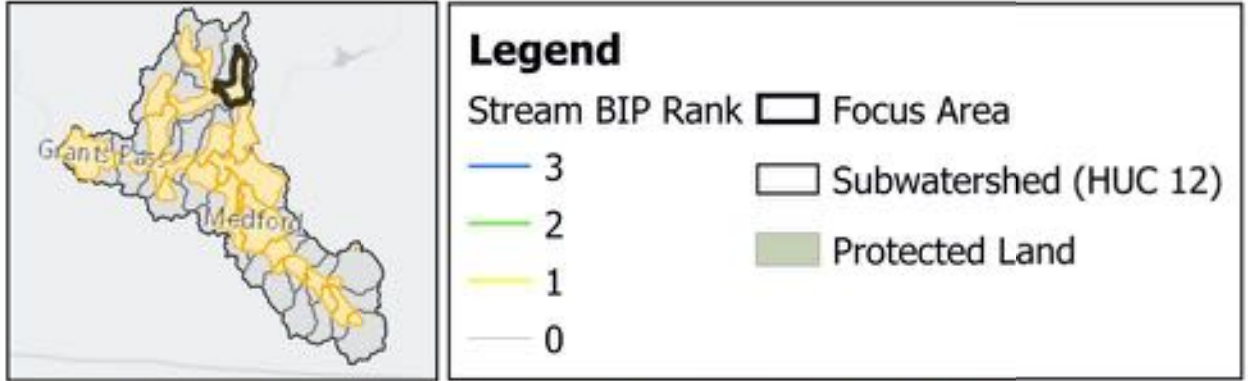 Grants Pass
Medford
Legend
Stream BIP Rank
3
2
1
0
Focus Area
Subwatershed (HUC 12)
Protected Land